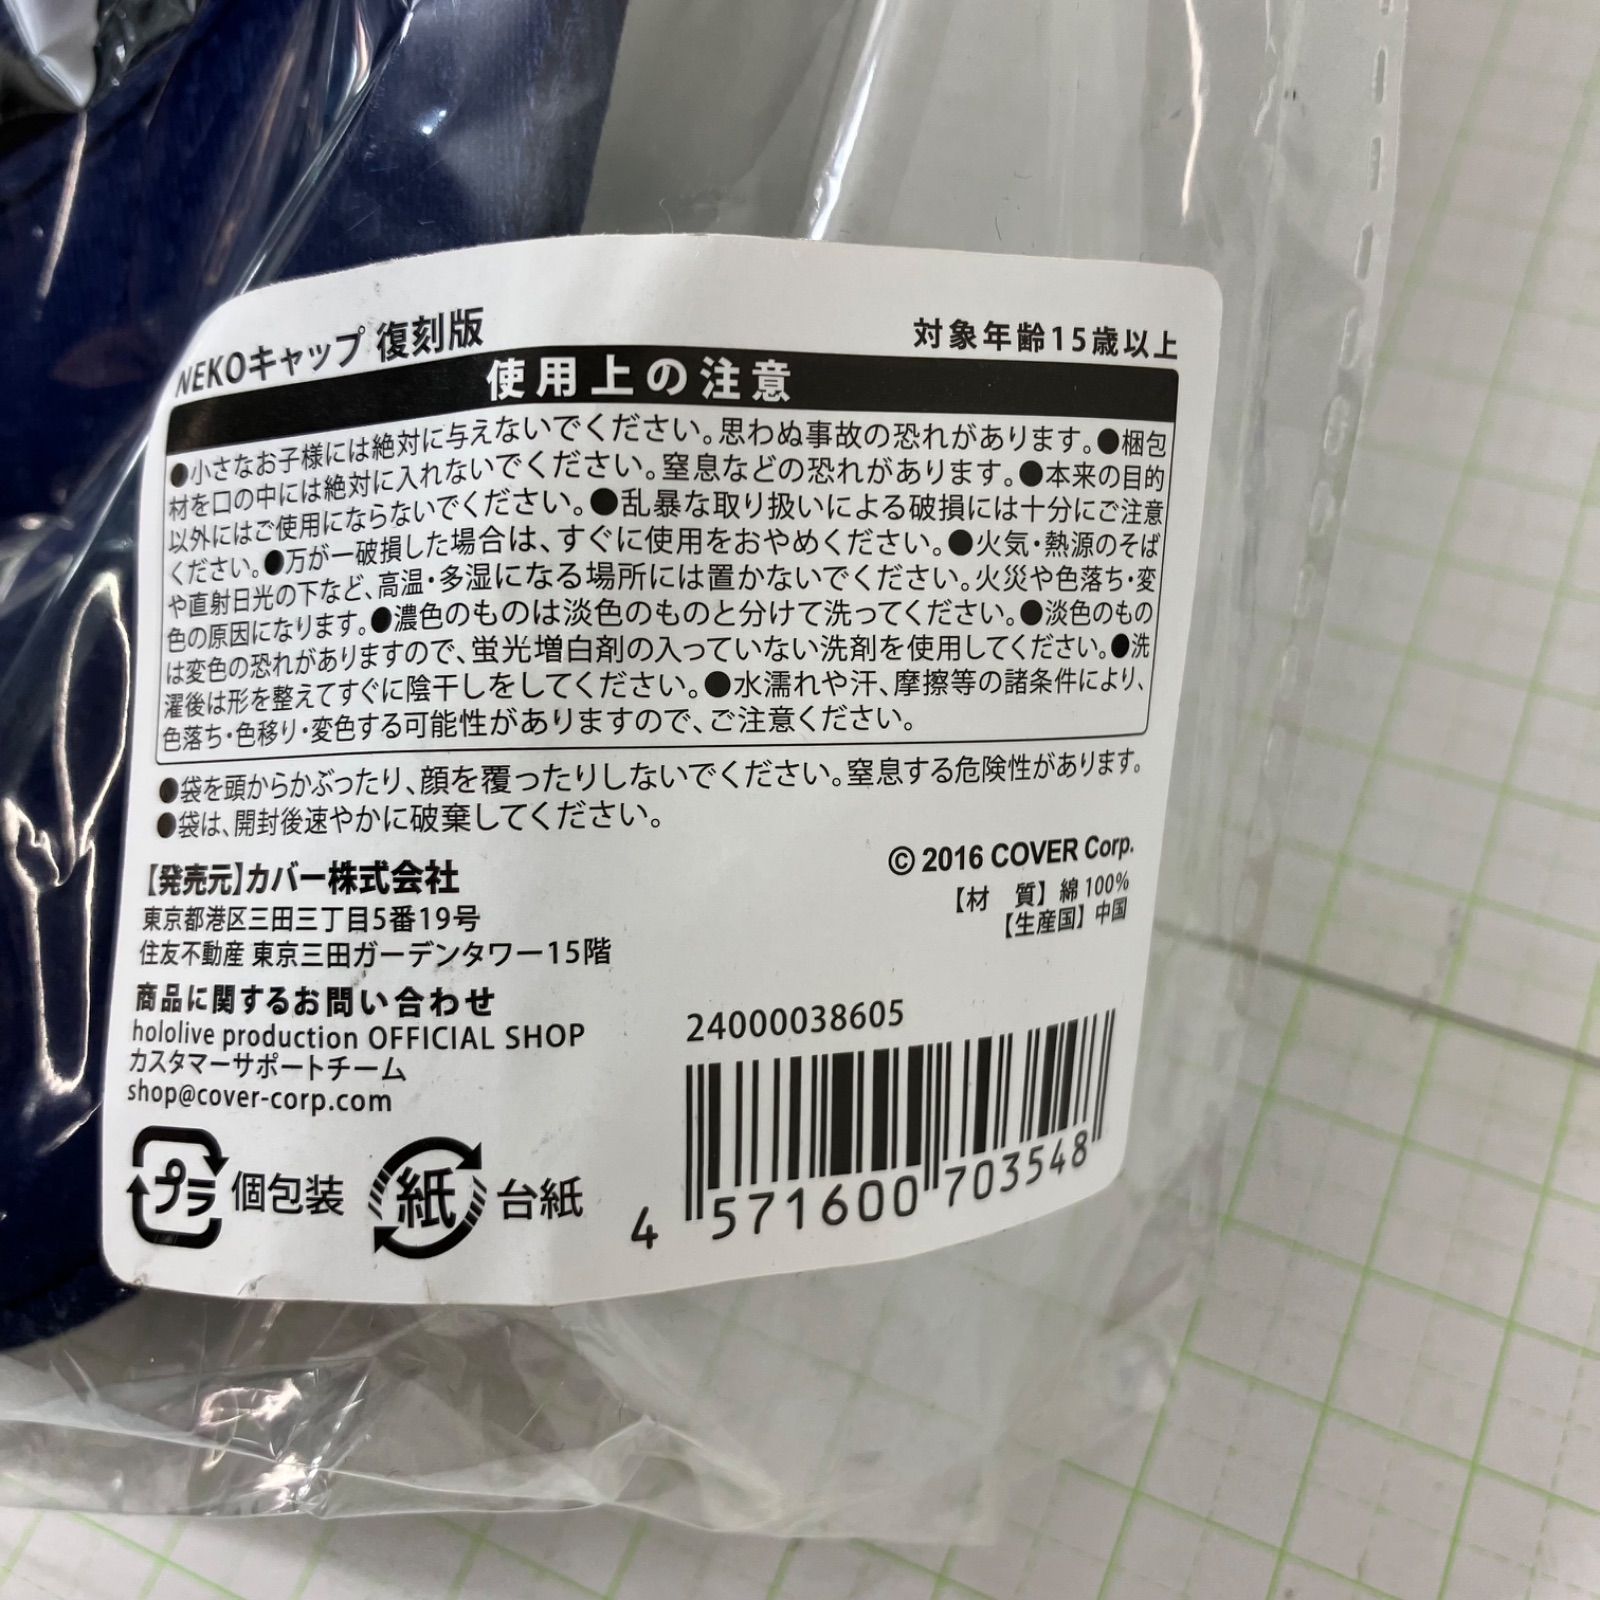 NEKOキャップ 復刻版
対象年齢15歳以上
使用上の注意
●小さなお子様には絶対に与えないでください。思わぬ事故の恐れがあります。●梱包
材を口の中には絶対に入れないでください。窒息などの恐れがあります。●本来の目的
以外にはご使用にならないでください。●乱暴な取り扱いによる破損には十分にご注意
ください。●万が一破損した場合は、すぐに使用をおやめください。●火気・熱源のそば
や直射日光の下など、高温・多湿になる場所には置かないでください。火災や色落ち・変
色の原因になります。●濃色のものは淡色のものと分けて洗ってください。●淡色のもの
は変色の恐れがありますので、蛍光増白剤の入っていない洗剤を使用してください。●洗
濯後は形を整えてすぐに陰干しをしてください。●水濡れや汗、摩擦等の諸条件により、
色落ち・色移り・変色する可能性がありますので、ご注意ください。
●袋を頭からかぶったり、顔を覆ったりしないでください。窒息する危険性があります。
●袋は、開封後速やかに破棄してください。
【発売元】カバー株式会社
東京都港区三田三丁目5番19号
住友不動産 東京三田ガーデンタワー15階
商品に関するお問い合わせ
hololive production OFFICIAL SHOP
カスタマーサポートチーム
shop@cover-corp.com
プラ 個包装 紙 台紙
© 2016 COVER Corp.
【材　質】綿100%
【生産国】中国
24000038605
4 571600 703548